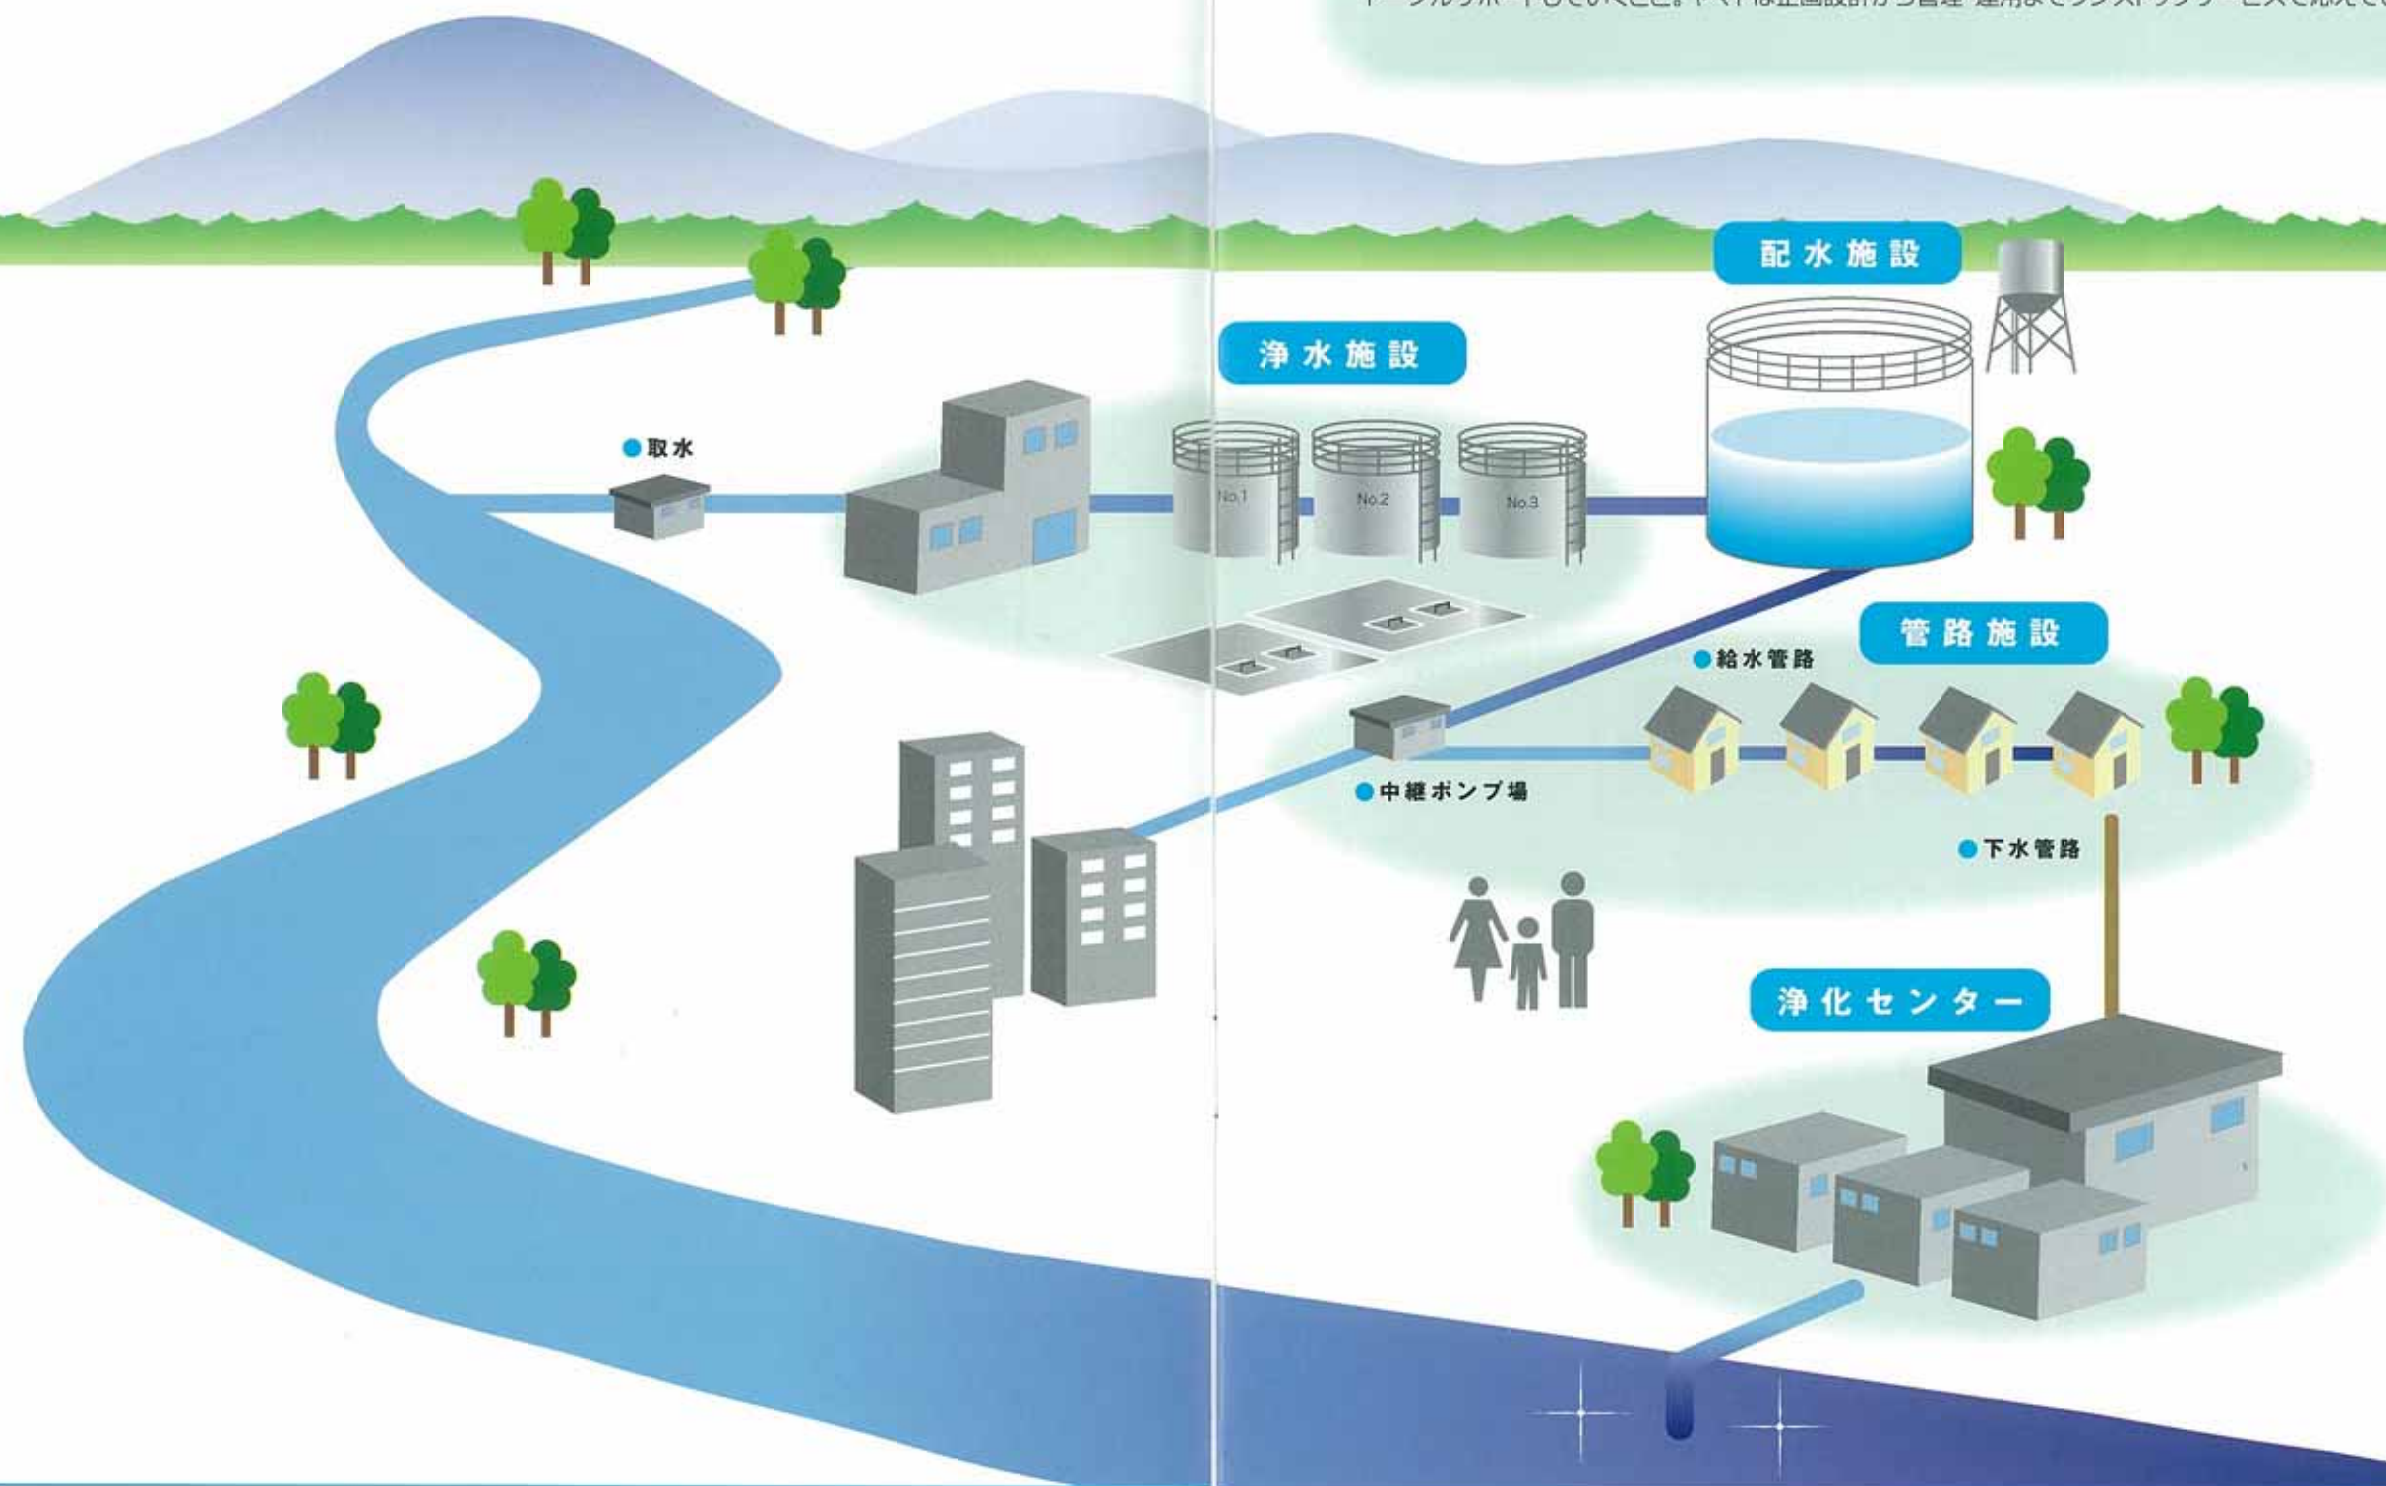 配水施設
浄水施設
取水
No.1
No.2
No.3
管路施設
給水管路
中継ポンプ場
下水管路
浄化センター